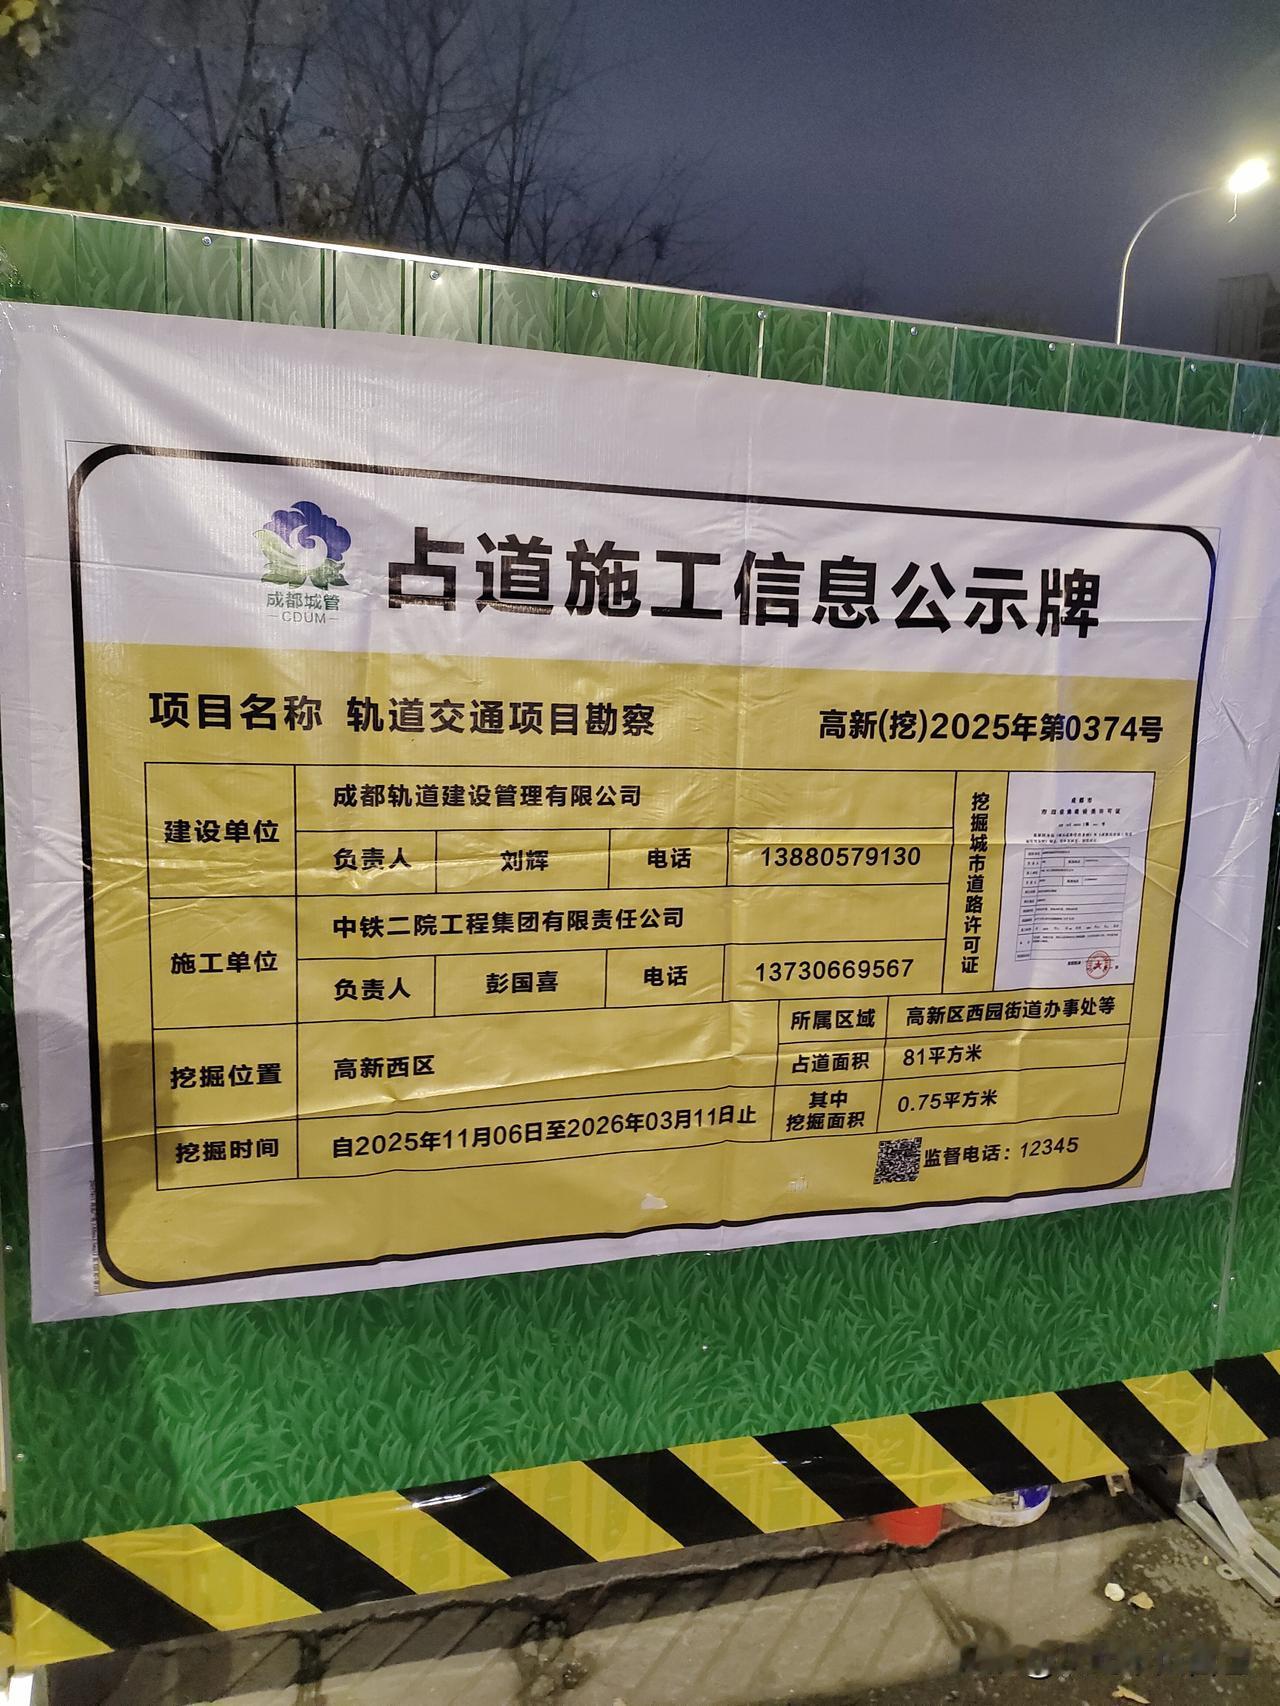 成都城管
CDUM
占道施工信息公示牌
项目名称 轨道交通项目勘察
高新(挖)2025年第0374号
建设单位
成都轨道建设管理有限公司
负责人 刘辉 电话 13880579130
施工单位
中铁二院工程集团有限责任公司
负责人 彭国喜 电话 13730669567
挖掘城市道路许可证
挖掘位置 高新西区
所属区域 高新区西园街道办事处等
占道面积 81平方米
挖掘时间 自2025年11月06日至2026年03月11日止
其中
挖掘面积
0.75平方米
监督电话：12345